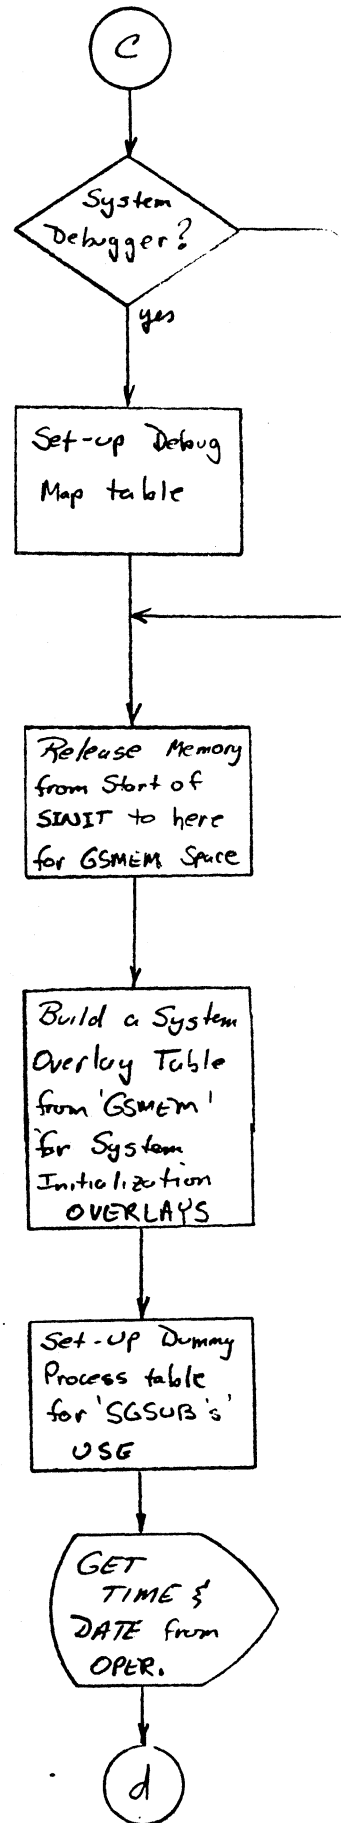 C
System
Debugger?
yes
Set-up Debug
Map table
Release Memory
from Start of
SINIT to here
for GSMEM Space
Build a System
Overlay Table
from 'GSMEM'
for System
Initialization
OVERLAYS
Set-up Dummy
Process table
for 'SGSUB's'
USE
GET
TIME &
DATE from
OPER.
d